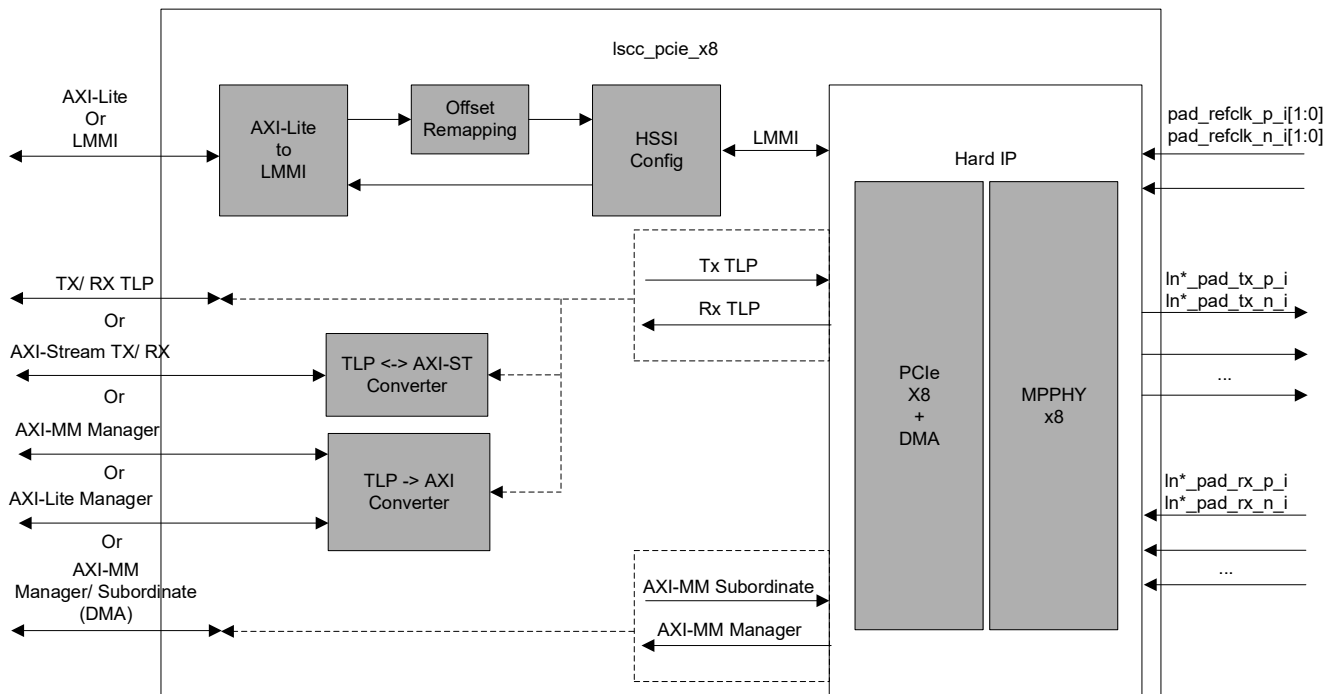 lscc_pcie_x8
AXI-Lite
Or
LMMI
AXI-Lite
to
LMMI
Offset
Remapping
HSSI
Config
LMMI
Hard IP
pad_refclk_p_i[1:0]
pad_refclk_n_i[1:0]
TX/ RX TLP
Or
AXI-Stream TX/ RX
Or
AXI-MM Manager
Or
AXI-Lite Manager
Or
AXI-MM
Manager/ Subordinate
(DMA)
TLP <-> AXI-ST
Converter
TLP -> AXI
Converter
Tx TLP
Rx TLP
AXI-MM Subordinate
AXI-MM Manager
PCIe
X8
+
DMA
MPPHY
x8
ln*_pad_tx_p_i
ln*_pad_tx_n_i
...
ln*_pad_rx_p_i
ln*_pad_rx_n_i
...